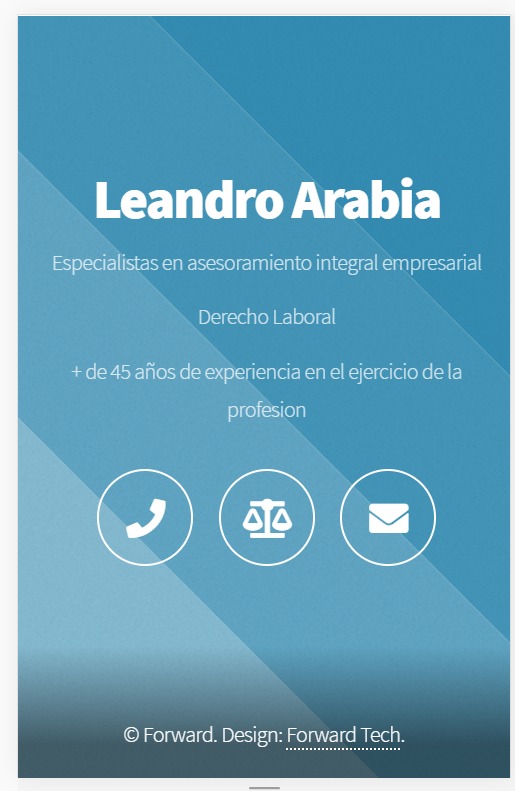 Leandro Arabia
Especialistas en asesoramiento integral empresarial
Derecho Laboral
+ de 45 años de experiencia en el ejercicio de la
profesion
© Forward. Design: Forward Tech.